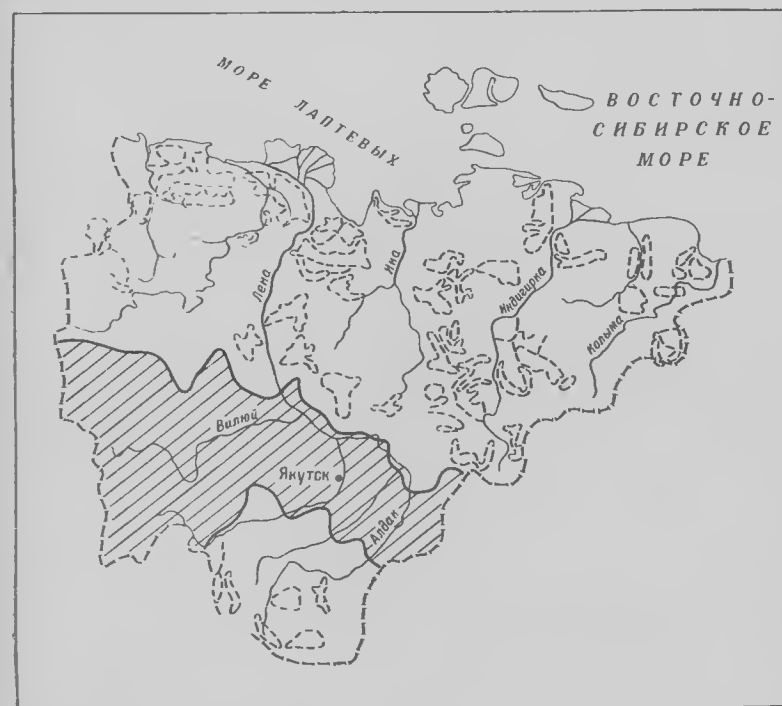 МОРЕ ЛАПТЕВЫХ
ВОСТОЧНО-
СИБИРСКОЕ
МОРЕ
Лена
Яна
Индигирка
Колыма
Вилюй
Якутск
Алдан